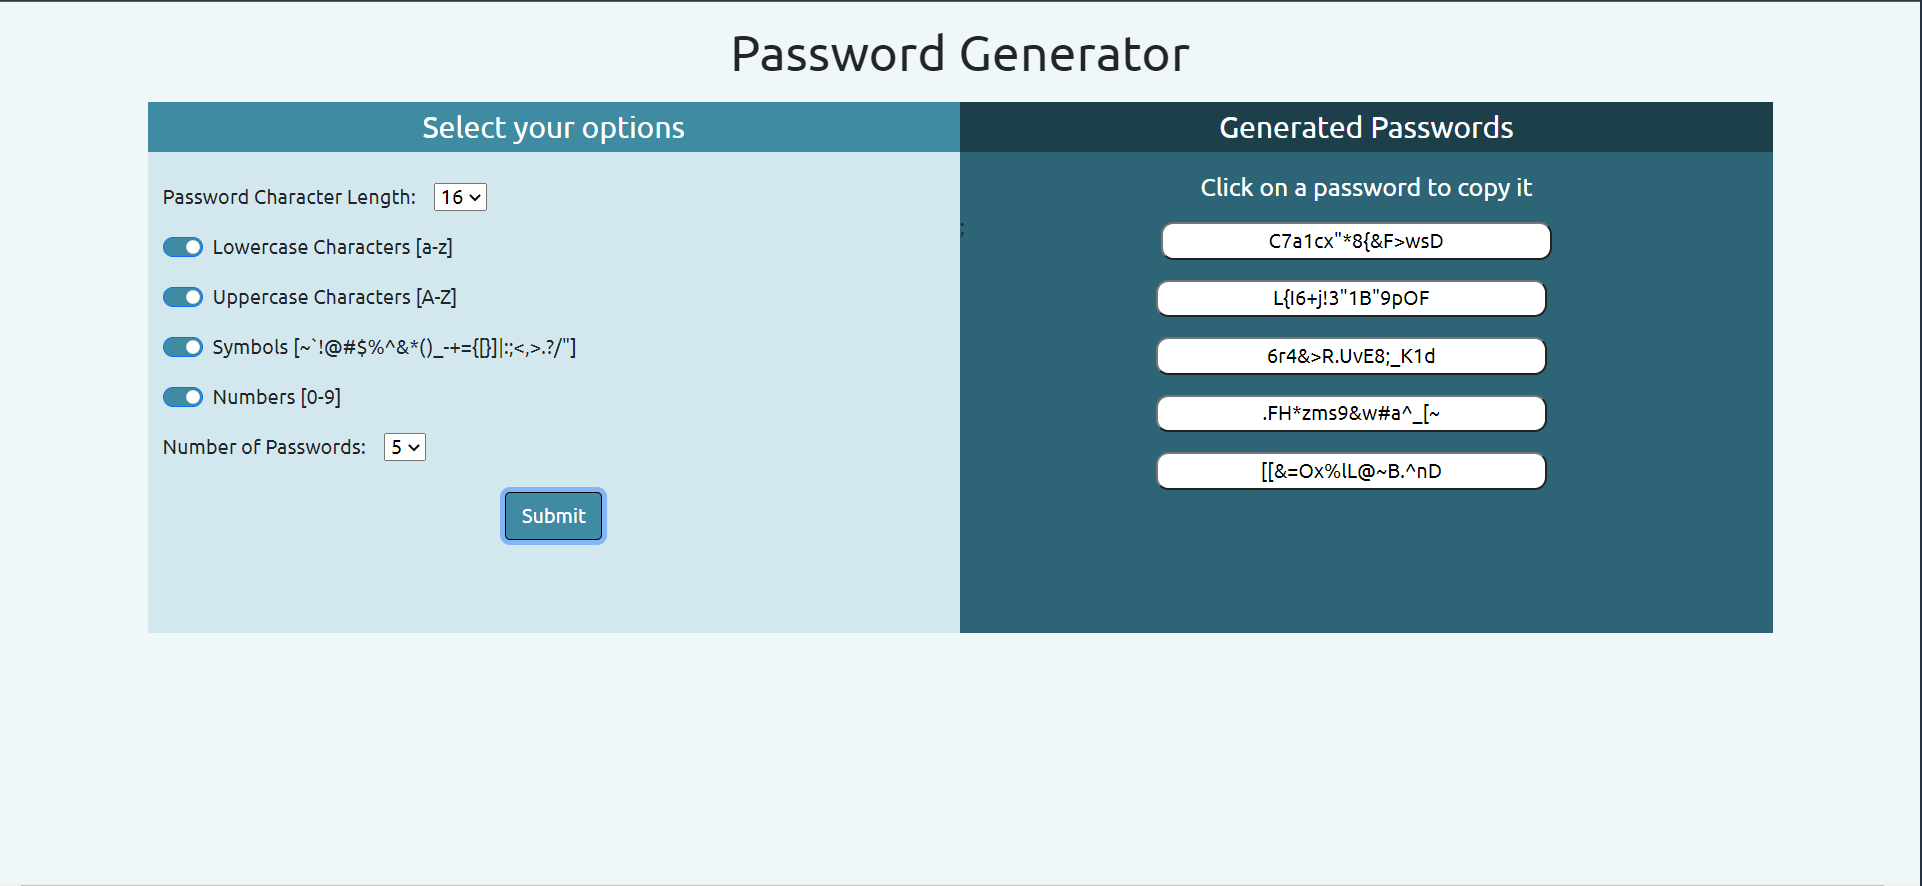 Password Generator
Select your options
Password Character Length: 16
Lowercase Characters [a-z]
Uppercase Characters [A-Z]
Symbols [~`!@#$%^&*()_-+={[}]|:;<,>.?/"]
Numbers [0-9]
Number of Passwords: 5
Submit
Generated Passwords
Click on a password to copy it
;
C7a1cx"*8{&F>wsD
L{I6+j!3"1B"9pOF
6r4&>R.UvE8;_K1d
.FH*zms9&w#a^_[~
[[&=Ox%lL@~B.^nD